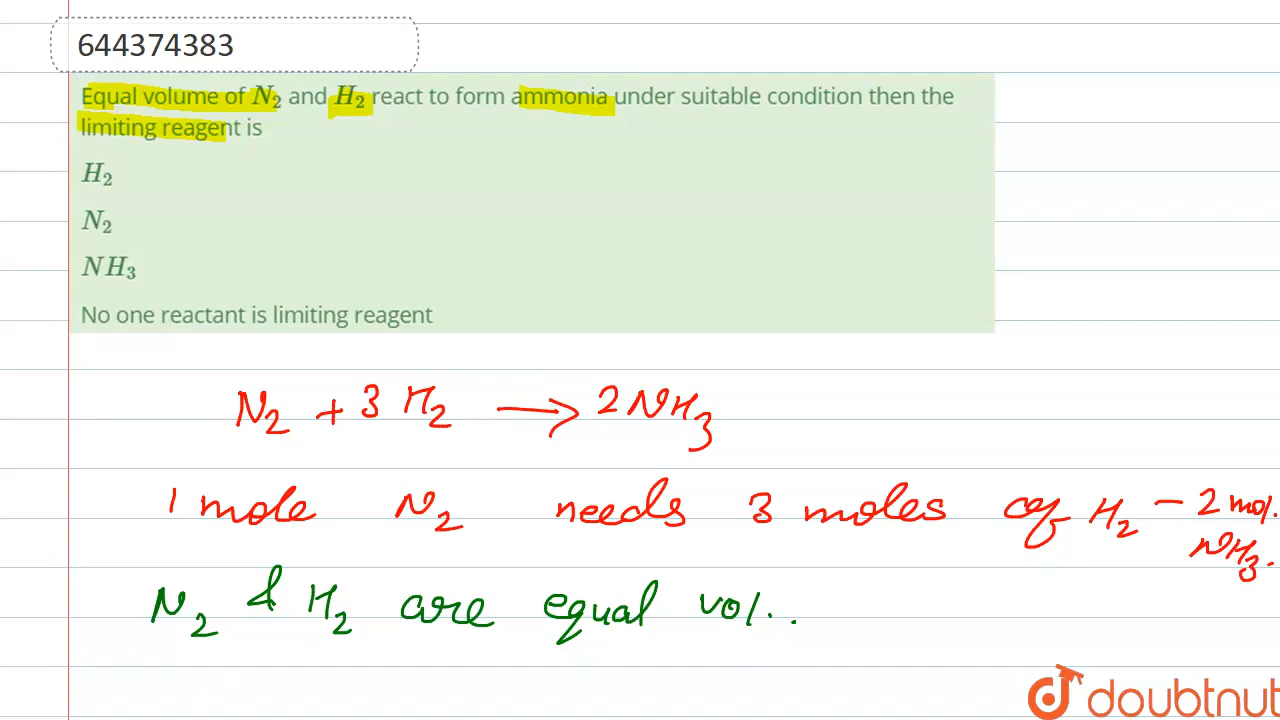 644374383
Equal volume of N₂ and H₂ react to form ammonia under suitable condition then the
limiting reagent is
H₂
N₂
NH₃
No one reactant is limiting reagent
N₂ + 3 H₂ → 2 NH₃
1 mole N₂ needs 3 moles of H₂ – 2 mol.
NH₃.
N₂ & H₂ are equal vol..
doubtnut